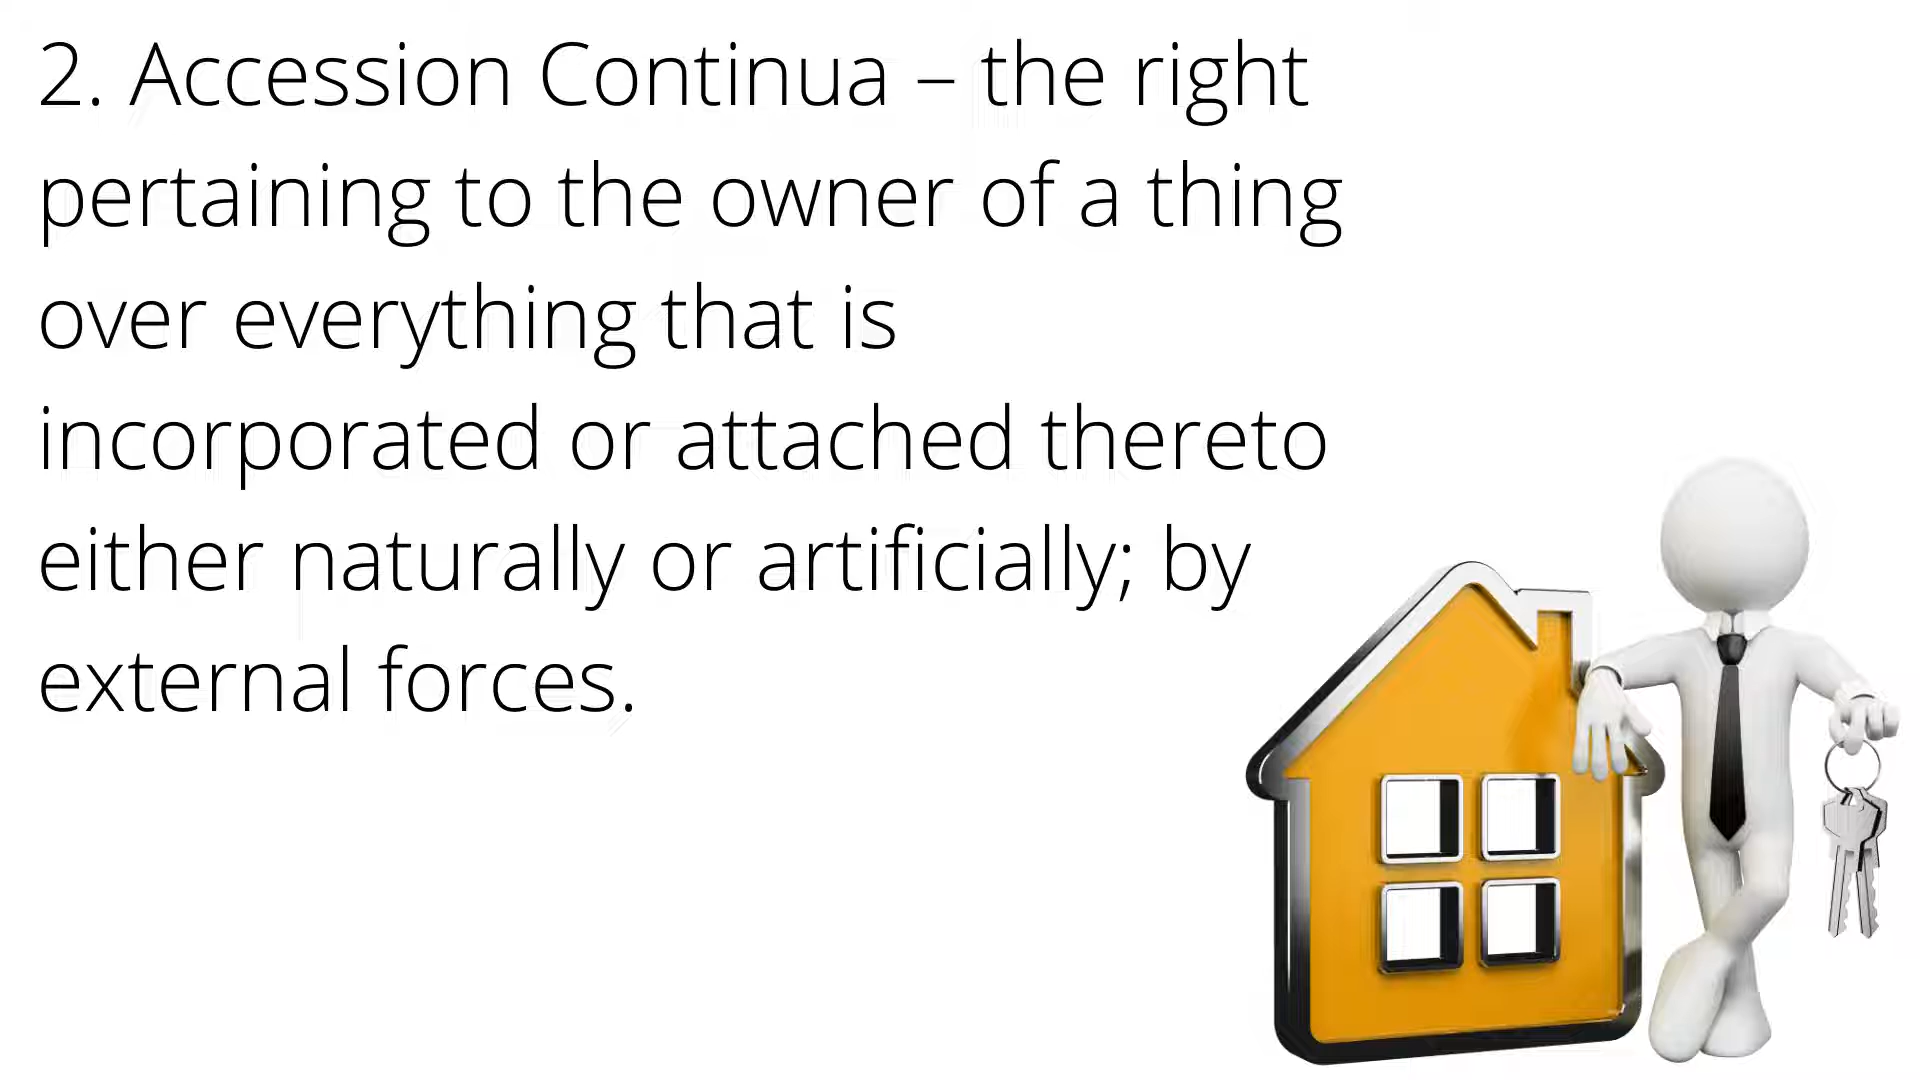 2. Accession Continua – the right
pertaining to the owner of a thing
over everything that is
incorporated or attached thereto
either naturally or artificially; by
external forces.